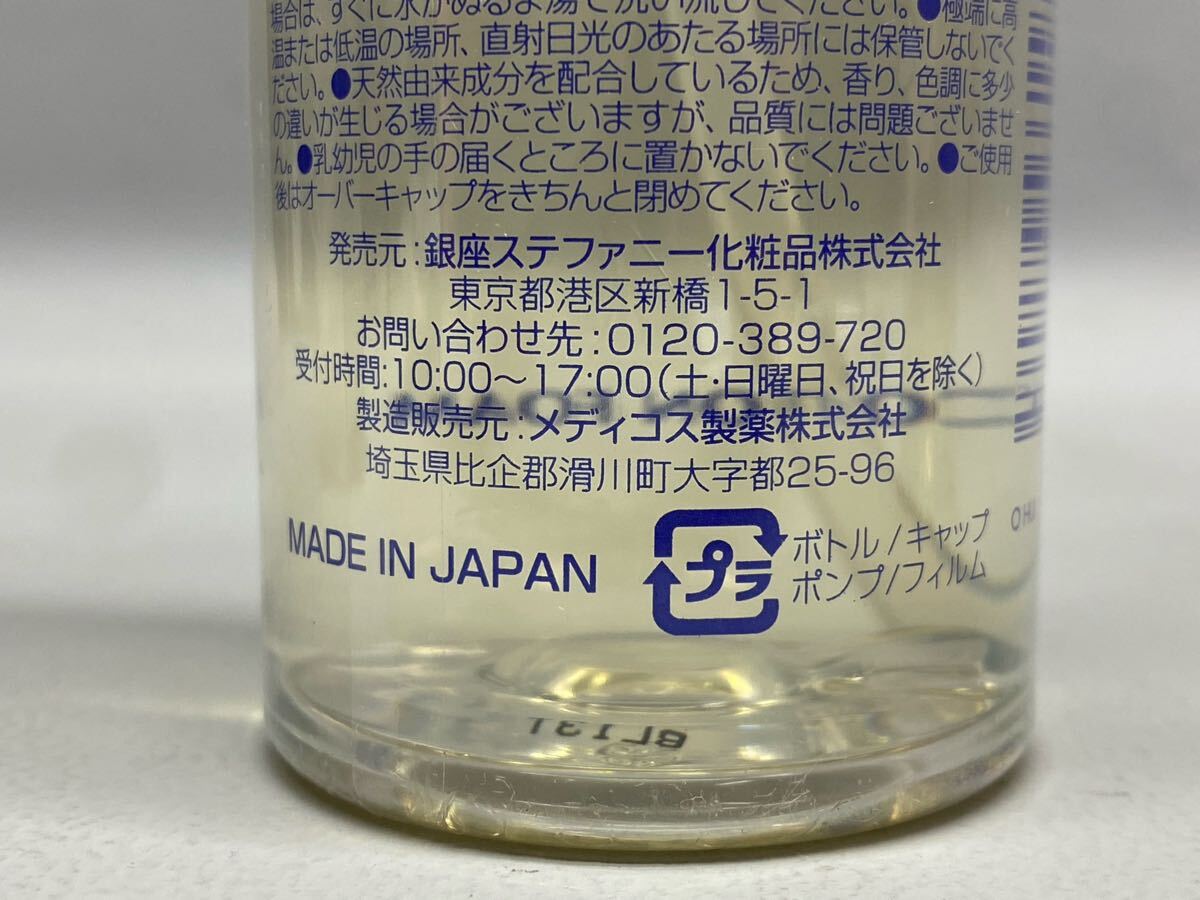 場合は、すぐに水かぬるま湯で洗い流してください。●極端に高
温または低温の場所、直射日光のあたる場所には保管しないでく
ださい。●天然由来成分を配合しているため、香り、色調に多少
の違いが生じる場合がございますが、品質には問題ございませ
ん。●乳幼児の手の届くところに置かないでください。●ご使用
後はオーバーキャップをきちんと閉めてください。
発売元:銀座ステファニー化粧品株式会社
東京都港区新橋1-5-1
お問い合わせ先:0120-389-720
受付時間:10:00〜17:00(土・日曜日、祝日を除く)
製造販売元:メディコス製薬株式会社
埼玉県比企郡滑川町大字都25-96
MADE IN JAPAN
プラ
ボトル/キャップ
ポンプ/フィルム